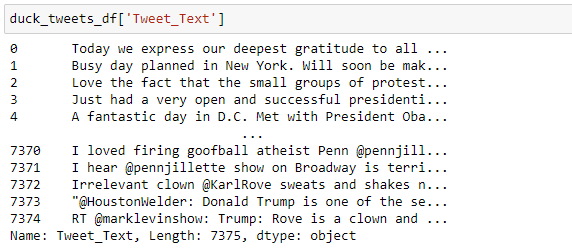 duck_tweets_df['Tweet_Text']
0       Today we express our deepest gratitude to all ...
1       Busy day planned in New York. Will soon be mak...
2       Love the fact that the small groups of protest...
3       Just had a very open and successful presidenti...
4       A fantastic day in D.C. Met with President Oba...
...
7370    I loved firing goofball atheist Penn @pennjill...
7371    I hear @pennjillette show on Broadway is terri...
7372    Irrelevant clown @KarlRove sweats and shakes n...
7373    "@HoustonWelder: Donald Trump is one of the se...
7374    RT @marklevinshow: Trump: Rove is a clown and ...
Name: Tweet_Text, Length: 7375, dtype: object